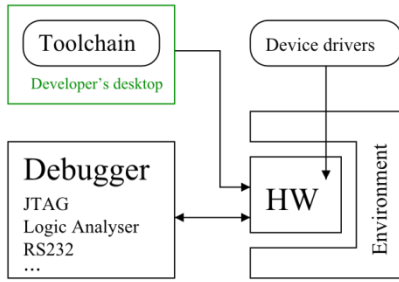 Toolchain
Developer's desktop
Device drivers
Debugger
JTAG
Logic Analyser
RS232
...
HW
Environment